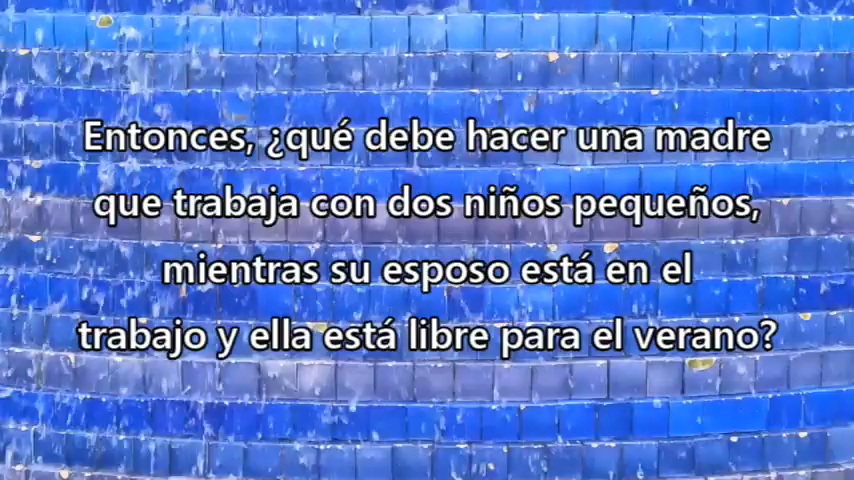 Entonces, ¿qué debe hacer una madre
que trabaja con dos niños pequeños,
mientras su esposo está en el
trabajo y ella está libre para el verano?